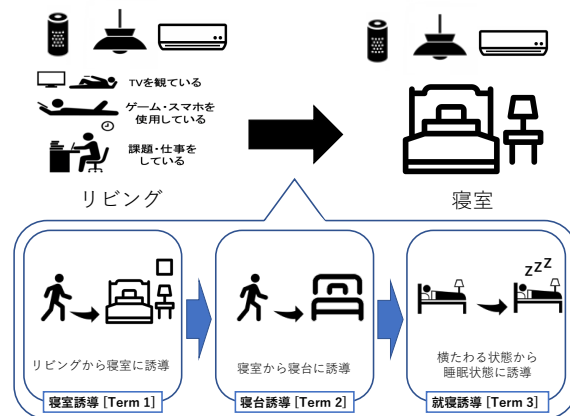 TVを観ている
ゲーム・スマホを
使用している
課題・仕事を
している
リビング
寝室
リビングから寝室に誘導
寝室誘導 [Term 1]
寝室から寝台に誘導
寝台誘導 [Term 2]
zzz
横たわる状態から
睡眠状態に誘導
就寝誘導 [Term 3]